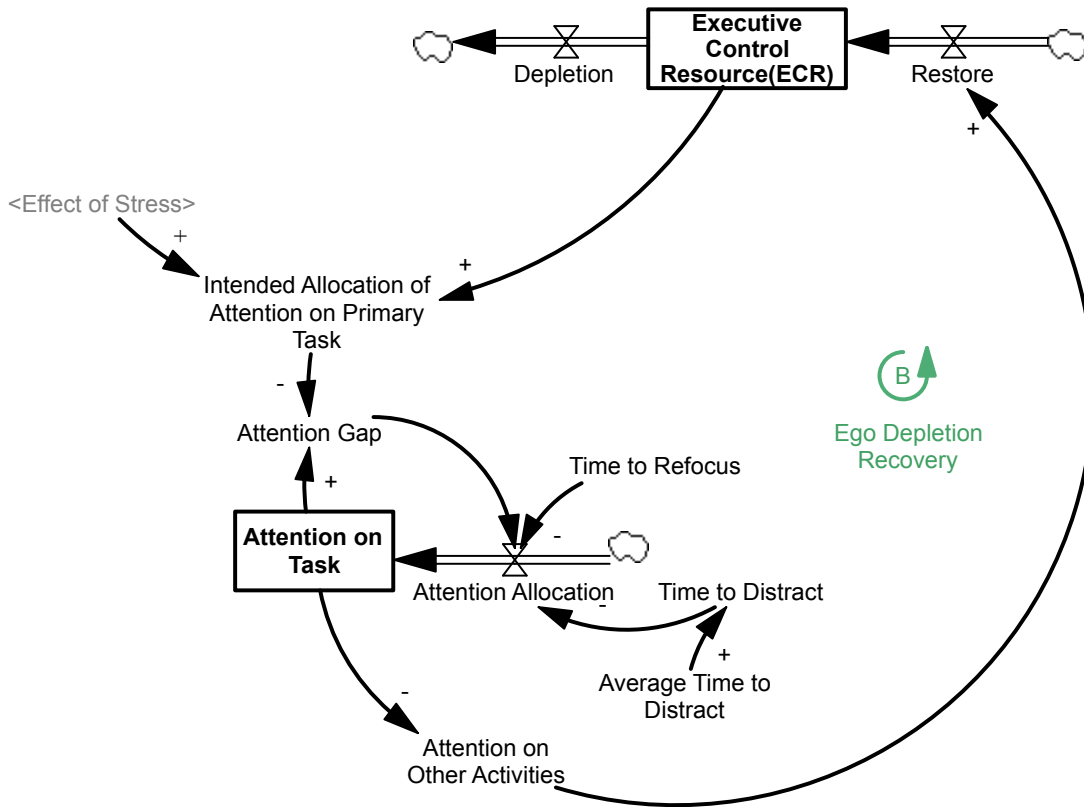 Executive
Control
Resource(ECR)
Depletion
Restore
+
<Effect of Stress>
+
+
Intended Allocation of
Attention on Primary
Task
-
B
Attention Gap
Ego Depletion
Recovery
Time to Refocus
+
-
Attention on
Task
Attention Allocation
Time to Distract
-
+
Average Time to
Distract
-
Attention on
Other Activities